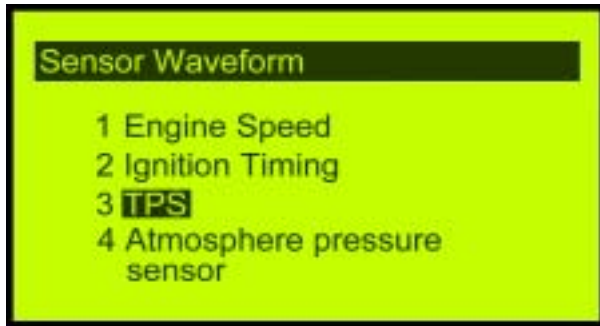 Sensor Waveform
1 Engine Speed
2 Ignition Timing
3 TPS
4 Atmosphere pressure
sensor